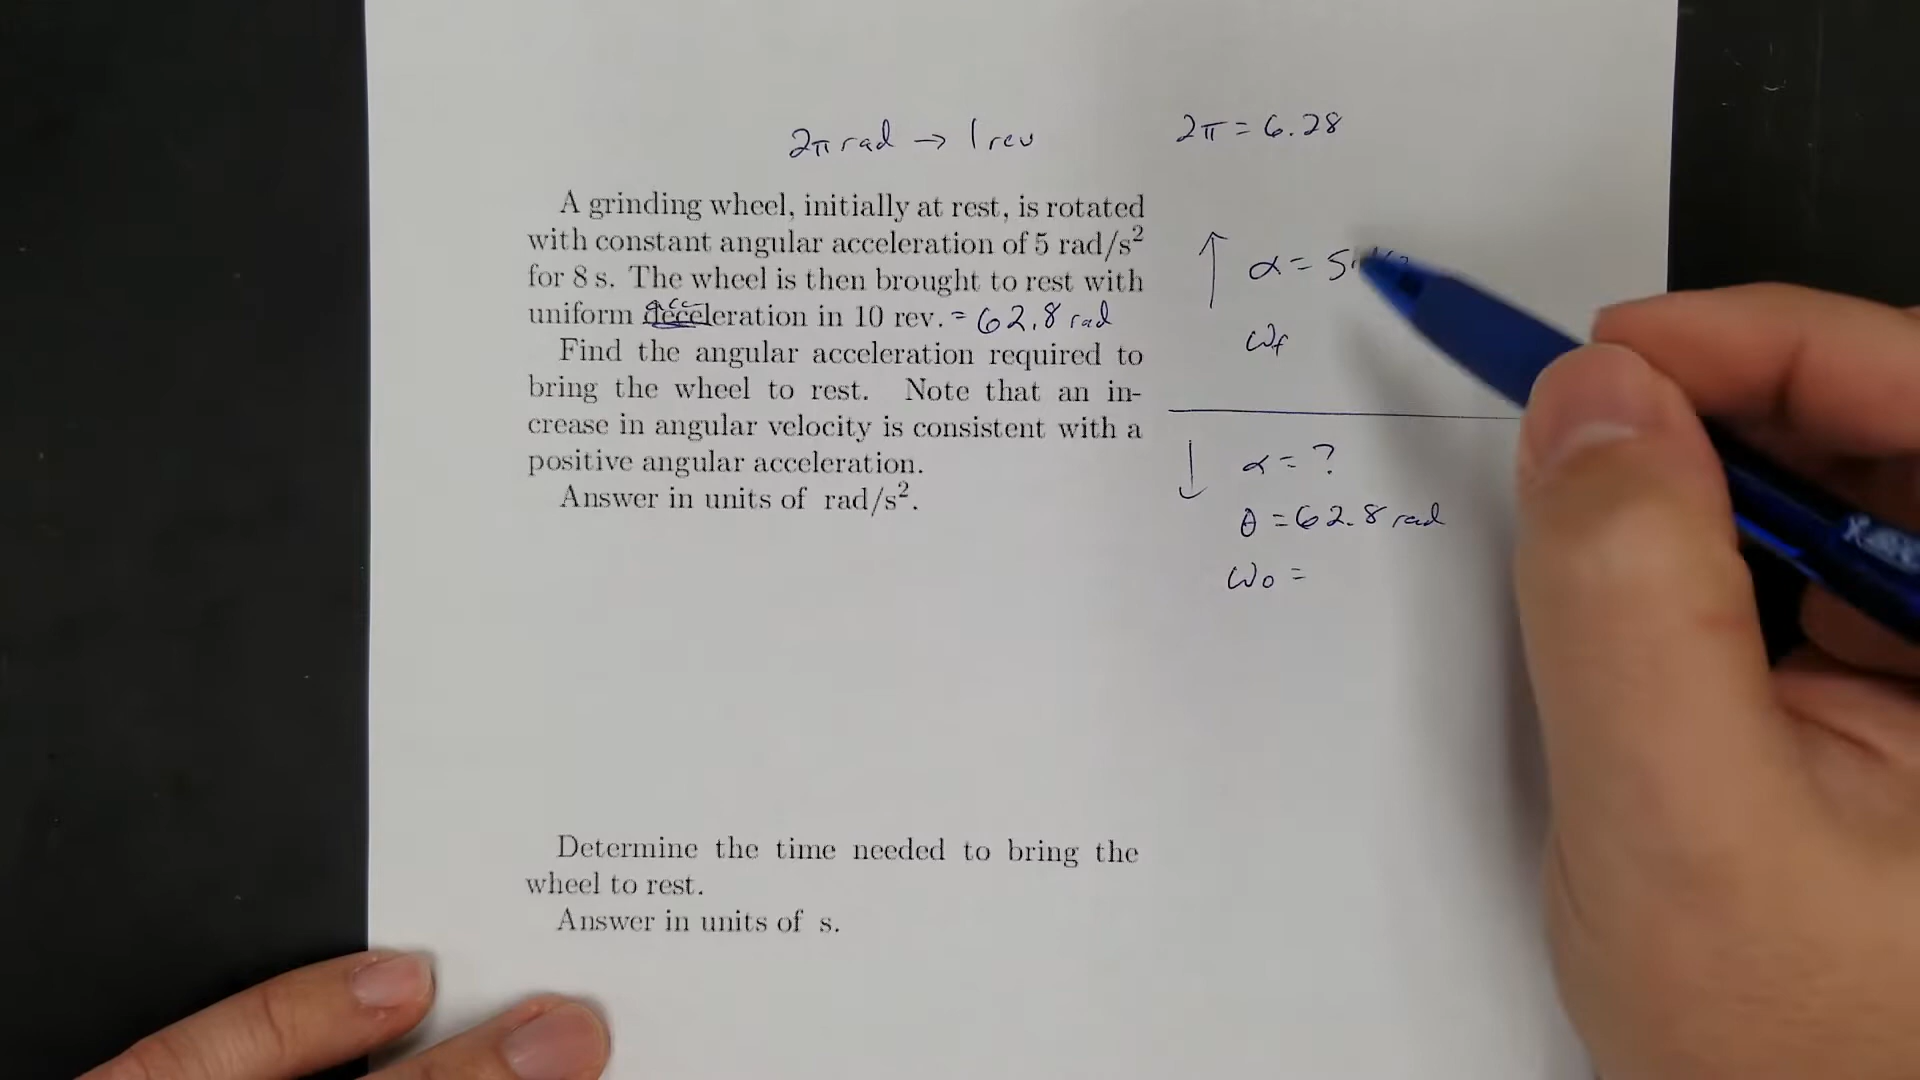 2π rad → 1 rev
2π = 6.28
A grinding wheel, initially at rest, is rotated
with constant angular acceleration of 5 rad/s²
for 8 s. The wheel is then brought to rest with
uniform deceleration in 10 rev. = 62.8 rad
acc
Find the angular acceleration required to
bring the wheel to rest. Note that an in-
crease in angular velocity is consistent with a
positive angular acceleration.
Answer in units of rad/s².
↑ α = 5
ωf
↓ α = ?
θ = 62.8 rad
ω0 =
Determine the time needed to bring the
wheel to rest.
Answer in units of s.